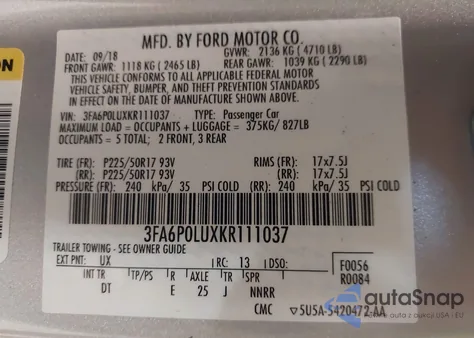 ON
MFD. BY FORD MOTOR CO.
DATE: 09/18 GVWR: 2136 KG ( 4710 LB)
FRONT GAWR: 1118 KG ( 2465 LB) REAR GAWR: 1039 KG ( 2290 LB)
THIS VEHICLE CONFORMS TO ALL APPLICABLE FEDERAL MOTOR
VEHICLE SAFETY, BUMPER, AND THEFT PREVENTION STANDARDS
IN EFFECT ON THE DATE OF MANUFACTURE SHOWN ABOVE.
VIN: 3FA6P0LUXKR111037 TYPE: Passenger Car
MAXIMUM LOAD = OCCUPANTS + LUGGAGE = 375KG/ 827LB
OCCUPANTS = 5 TOTAL; 2 FRONT, 3 REAR
TIRE (FR): P225/50R17 93V RIMS (FR): 17x7.5J
(RR): P225/50R17 93V (RR): 17x7.5J
PRESSURE (FR): 240 kPa/ 35 PSI COLD (RR): 240 kPa/ 35 PSI COLD
3FA6P0LUXKR111037
TRAILER TOWING - SEE OWNER GUIDE
EXT PNT: UX RC: 13 DSO: F0056
INT TR TP/PS R AXLE TR SPR R0084
DT E 25 J NNRR
CMC 5U5A-5420472-AA
autoSnap
Platforma aukcji aut z USA - EU